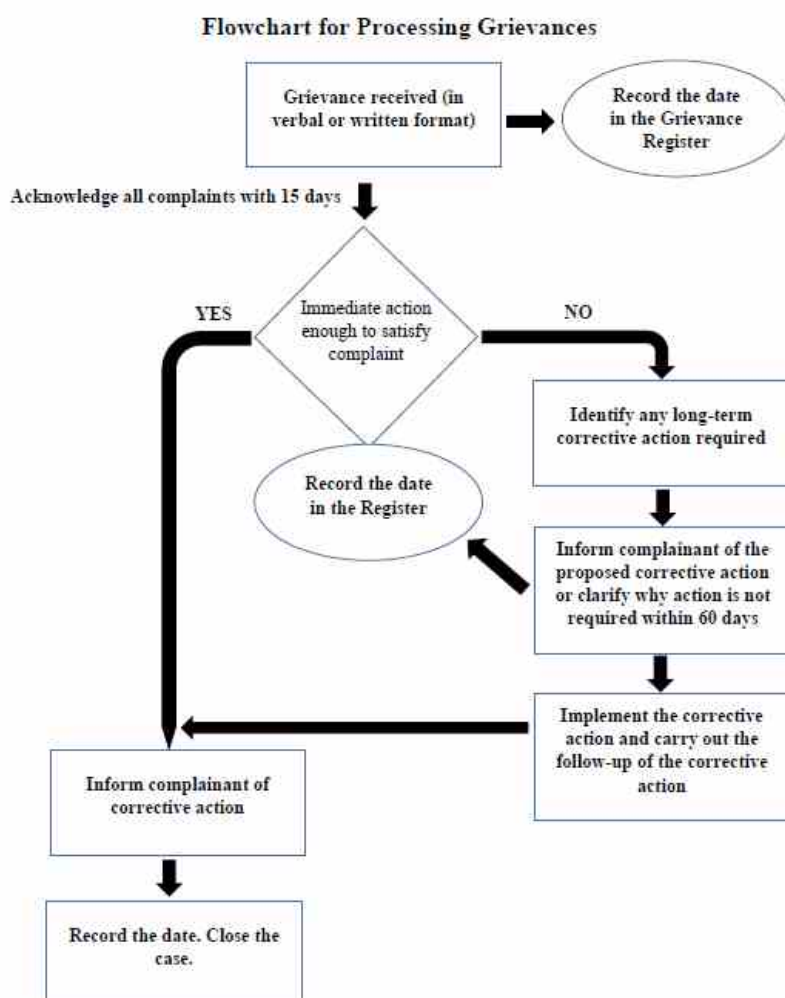 Flowchart for Processing Grievances
Grievance received (in
verbal or written format)
Record the date
in the Grievance
Register
Acknowledge all complaints with 15 days
YES
Immediate action
enough to satisfy
complaint
NO
Identify any long-term
corrective action required
Record the date
in the Register
Inform complainant of the
proposed corrective action
or clarify why action is not
required within 60 days
Implement the corrective
action and carry out the
follow-up of the corrective
action
Inform complainant of
corrective action
Record the date. Close the
case.